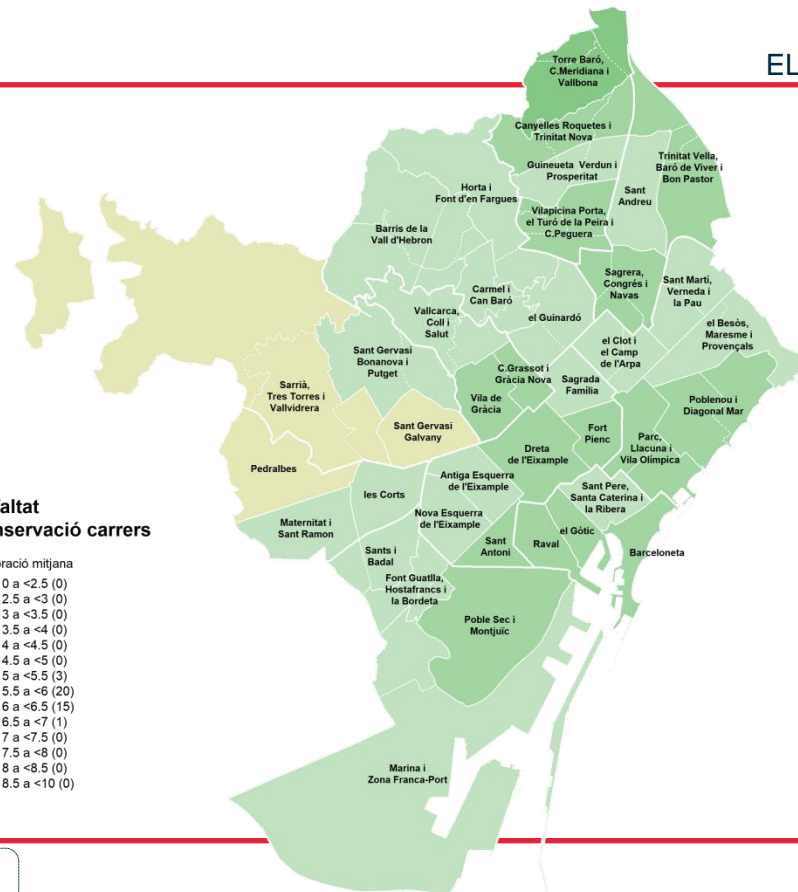 EL
Torre Baró,
C.Meridiana i
Vallbona
Canyelles Roquetes i
Trinitat Nova
Guineueta Verdun i
Prosperitat
Trinitat Vella,
Baró de Viver i
Bon Pastor
Sant
Andreu
Horta i
Font d'en Fargues
Vilapicina Porta,
el Turó de la Peira i
C.Peguera
Barris de la
Vall d'Hebron
Sagrera,
Congrés i
Navas
Sant Martí,
Verneda i
la Pau
Carmel i
Can Baró
Vallcarca,
Coll i
Salut
el Guinardó
el Besòs,
Maresme i
Provençals
el Clot i
el Camp
de l'Arpa
Sant Gervasi
Bonanova i
Putget
C.Grassot i
Gràcia Nova
Sagrada
Família
Sarrià,
Tres Torres i
Vallvidrera
Vila de
Gràcia
Poblenou i
Diagonal Mar
Sant Gervasi
Galvany
Fort
Pienc
Parc,
Llacuna i
Vila Olímpica
Dreta
de l'Eixample
Pedralbes
Antiga Esquerra
de l'Eixample
les Corts
Sant Pere,
Santa Caterina i
la Ribera
Nova Esquerra
de l'Eixample
Maternitat i
Sant Ramon
el Gòtic
Sant
Antoni
Raval
Barceloneta
Sants i
Badal
Font Guatlla,
Hostafrancs i
la Bordeta
Poble Sec i
Montjuïc
Marina i
Zona Franca-Port
altat
nservació carrers
oració mitjana
0 a <2.5 (0)
2.5 a <3 (0)
3 a <3.5 (0)
3.5 a <4 (0)
4 a <4.5 (0)
4.5 a <5 (0)
5 a <5.5 (3)
5.5 a <6 (20)
6 a <6.5 (15)
6.5 a <7 (1)
7 a <7.5 (0)
7.5 a <8 (0)
8 a <8.5 (0)
8.5 a <10 (0)